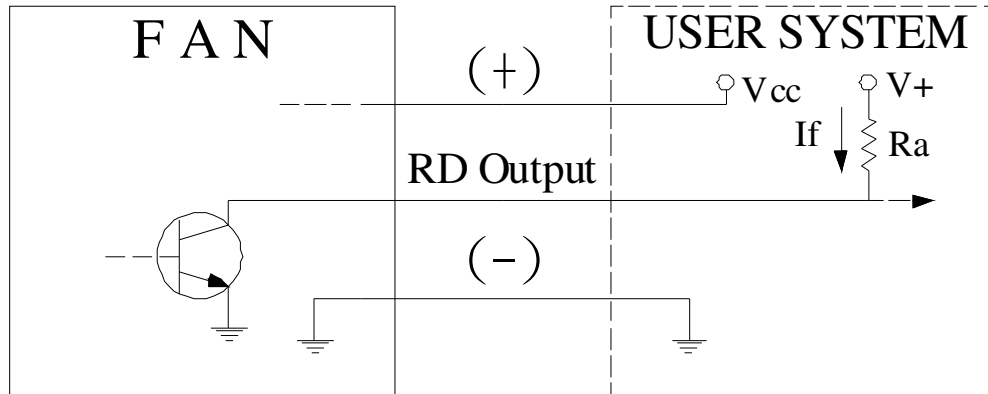 F A N
USER SYSTEM
(+)
Vcc
V+
If
Ra
RD Output
(-)